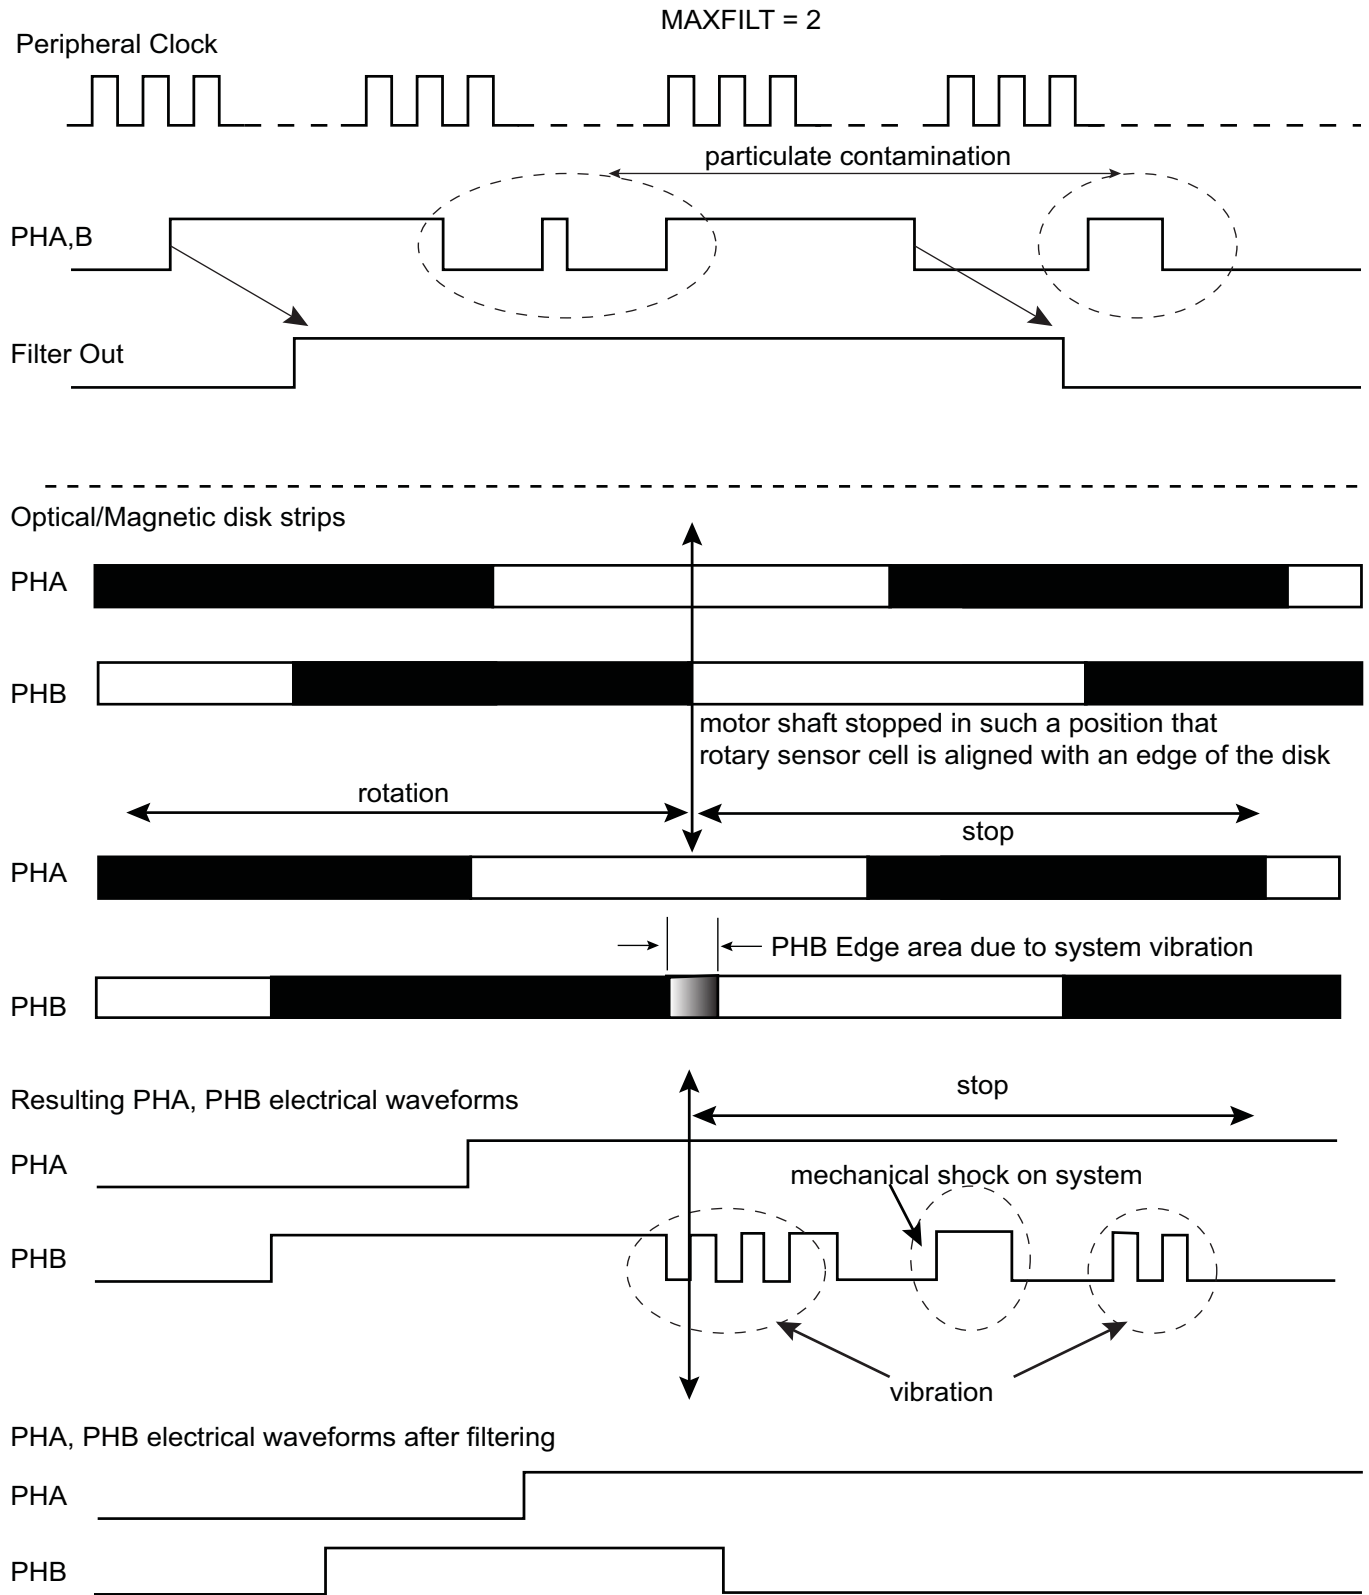 MAXFILT = 2
Peripheral Clock
particulate contamination
PHA,B
Filter Out
Optical/Magnetic disk strips
PHA
PHB
motor shaft stopped in such a position that
rotary sensor cell is aligned with an edge of the disk
rotation
stop
PHA
PHB Edge area due to system vibration
PHB
stop
Resulting PHA, PHB electrical waveforms
PHA
mechanical shock on system
PHB
vibration
PHA, PHB electrical waveforms after filtering
PHA
PHB